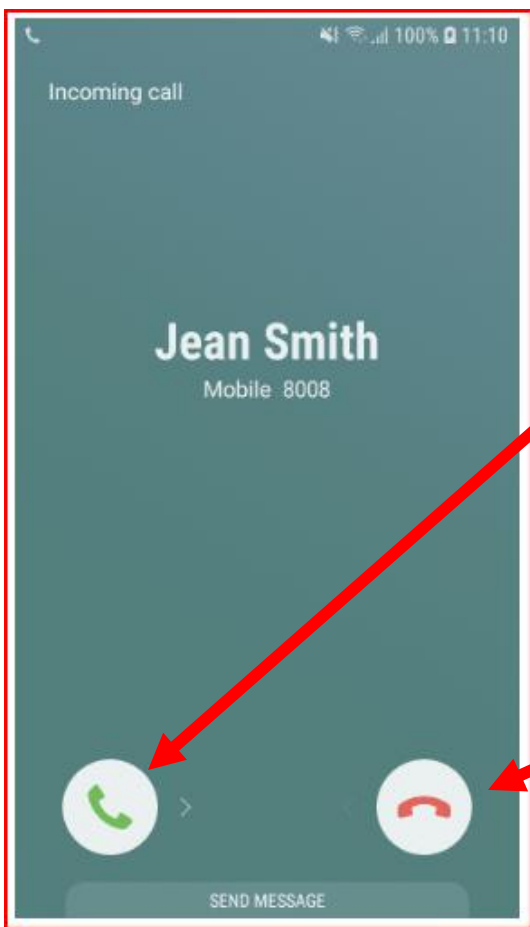 100% 11:10
Incoming call
Jean Smith
Mobile 8008
SEND MESSAGE